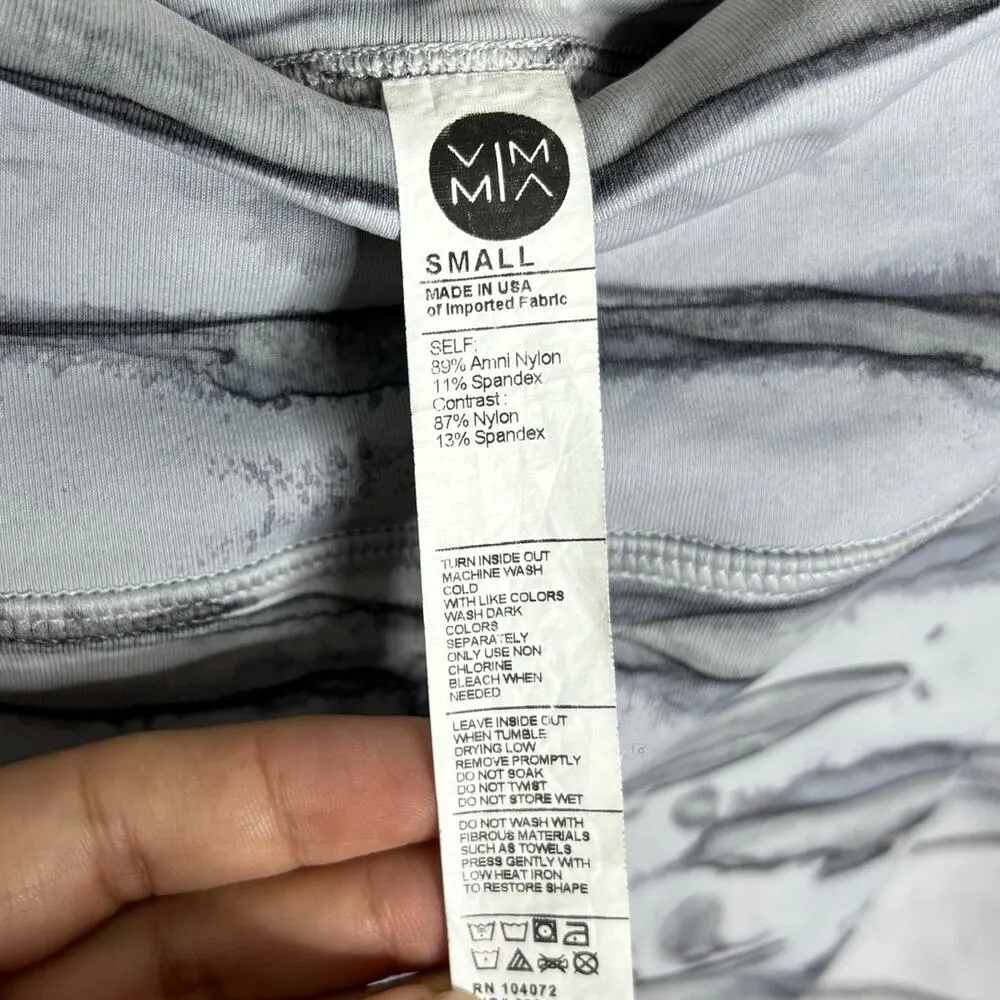 VIM
MIA
SMALL
MADE IN USA
of Imported Fabric
SELF:
89% Amni Nylon
11% Spandex
Contrast :
87% Nylon
13% Spandex
TURN INSIDE OUT
MACHINE WASH
COLD
WITH LIKE COLORS
WASH DARK
COLORS
SEPARATELY
ONLY USE NON
CHLORINE
BLEACH WHEN
NEEDED
LEAVE INSIDE OUT
WHEN TUMBLE
DRYING LOW
REMOVE PROMPTLY
DO NOT SOAK
DO NOT TWIST
DO NOT STORE WET
DO NOT WASH WITH
FIBROUS MATERIALS
SUCH AS TOWELS
PRESS GENTLY WITH
LOW HEAT IRON
TO RESTORE SHAPE
RN 104072